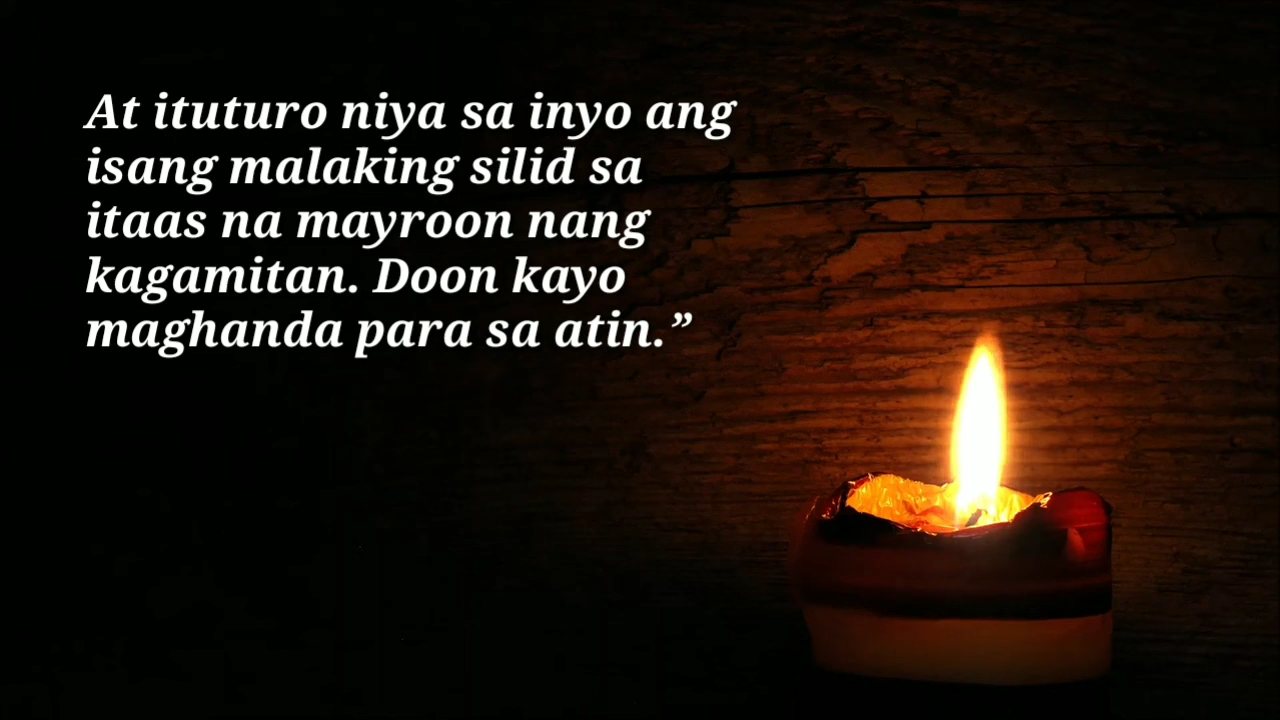 At ituturo niya sa inyo ang
isang malaking silid sa
itaas na mayroon nang
kagamitan. Doon kayo
maghanda para sa atin.”